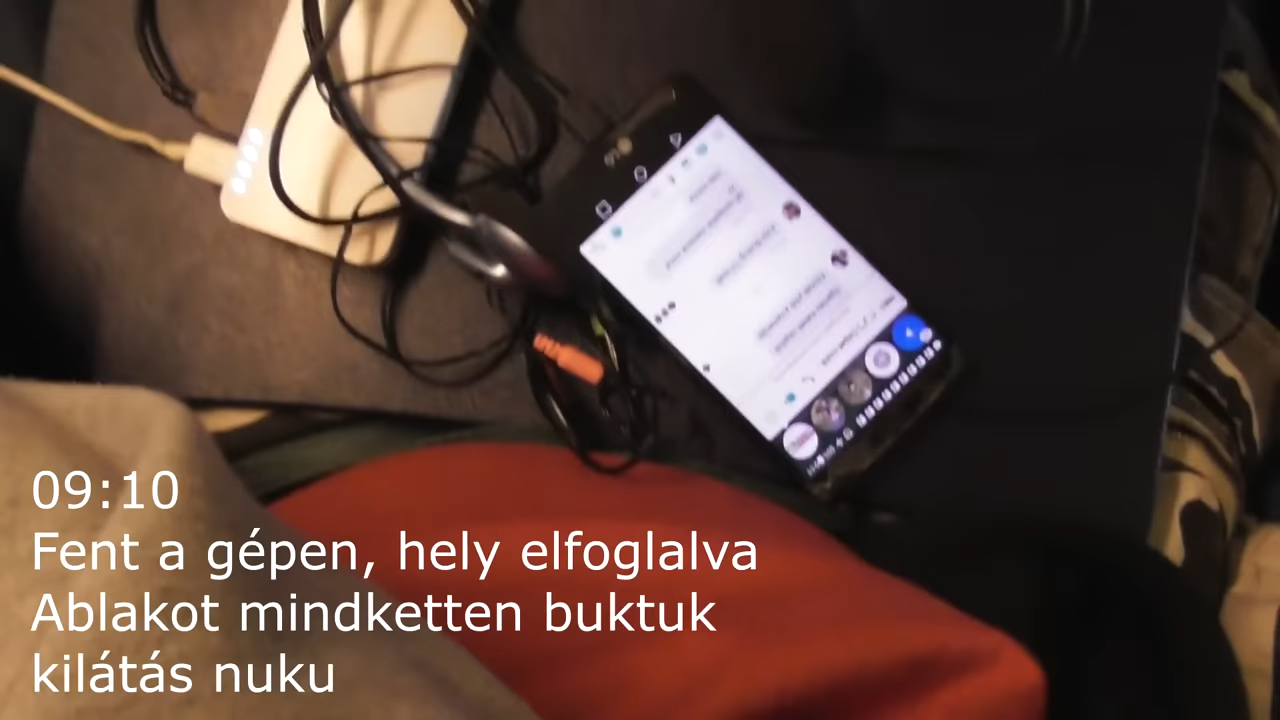 09:10
Fent a gépen, hely elfoglalva
Ablakot mindketten buktuk
kilátás nuku